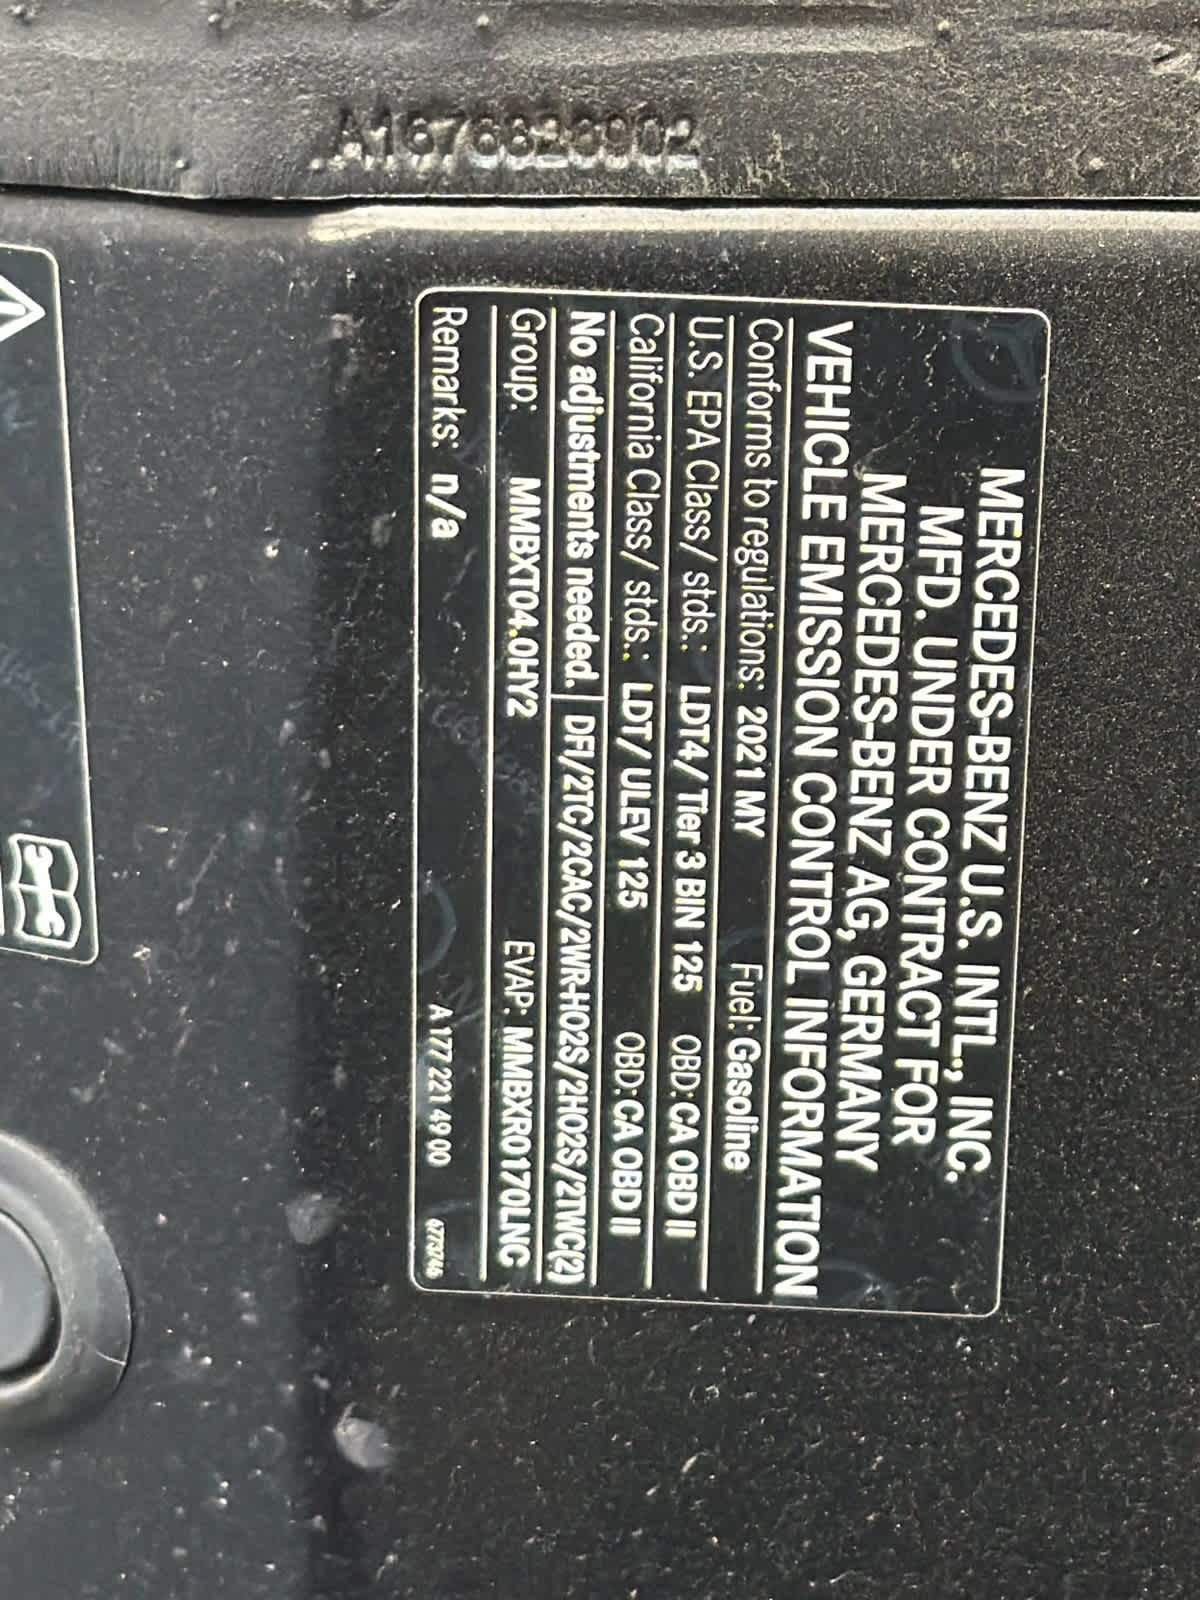 A1676826902
MERCEDES-BENZ U.S. INTL., INC.
MFD. UNDER CONTRACT FOR
MERCEDES-BENZ AG, GERMANY
VEHICLE EMISSION CONTROL INFORMATION
Conforms to regulations: 2021 MY Fuel: Gasoline
U.S. EPA Class/ stds.: LDT4/ Tier 3 BIN 125 OBD: CA OBD II
California Class/ stds.: LDT/ ULEV 125 OBD: CA OBD II
No adjustments needed. DFI/2TC/2CAC/2WR-HO2S/2HO2S/2TWC(2)
Group: MMBXT04.0HY2 EVAP: MMBXR0170LNC
Remarks: n/a A 177 221 49 00